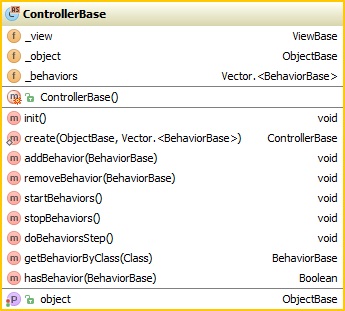 ControllerBase
_view ViewBase
_object ObjectBase
_behaviors Vector.<BehaviorBase>
ControllerBase()
init() void
create(ObjectBase, Vector.<BehaviorBase>) ControllerBase
addBehavior(BehaviorBase) void
removeBehavior(BehaviorBase) void
startBehaviors() void
stopBehaviors() void
doBehaviorsStep() void
getBehaviorByClass(Class) BehaviorBase
hasBehavior(BehaviorBase) Boolean
object ObjectBase